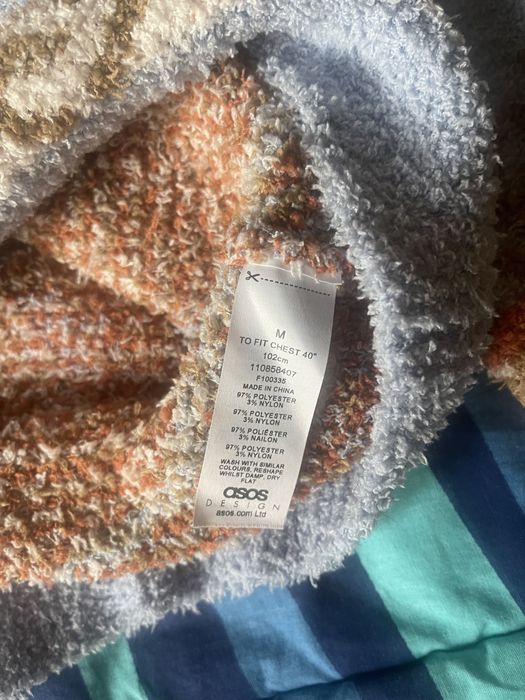 M
TO FIT CHEST 40"
102cm
110858407
F100335
MADE IN CHINA
97% POLYESTER
3% NYLON
97% POLYESTER
3% NYLON
97% POLIÉSTER
3% NAILON
97% POLYESTER
3% NYLON
WASH WITH SIMILAR
COLOURS, RESHAPE
WHILST DAMP, DRY
FLAT
asos
DESIGN
asos.com Ltd